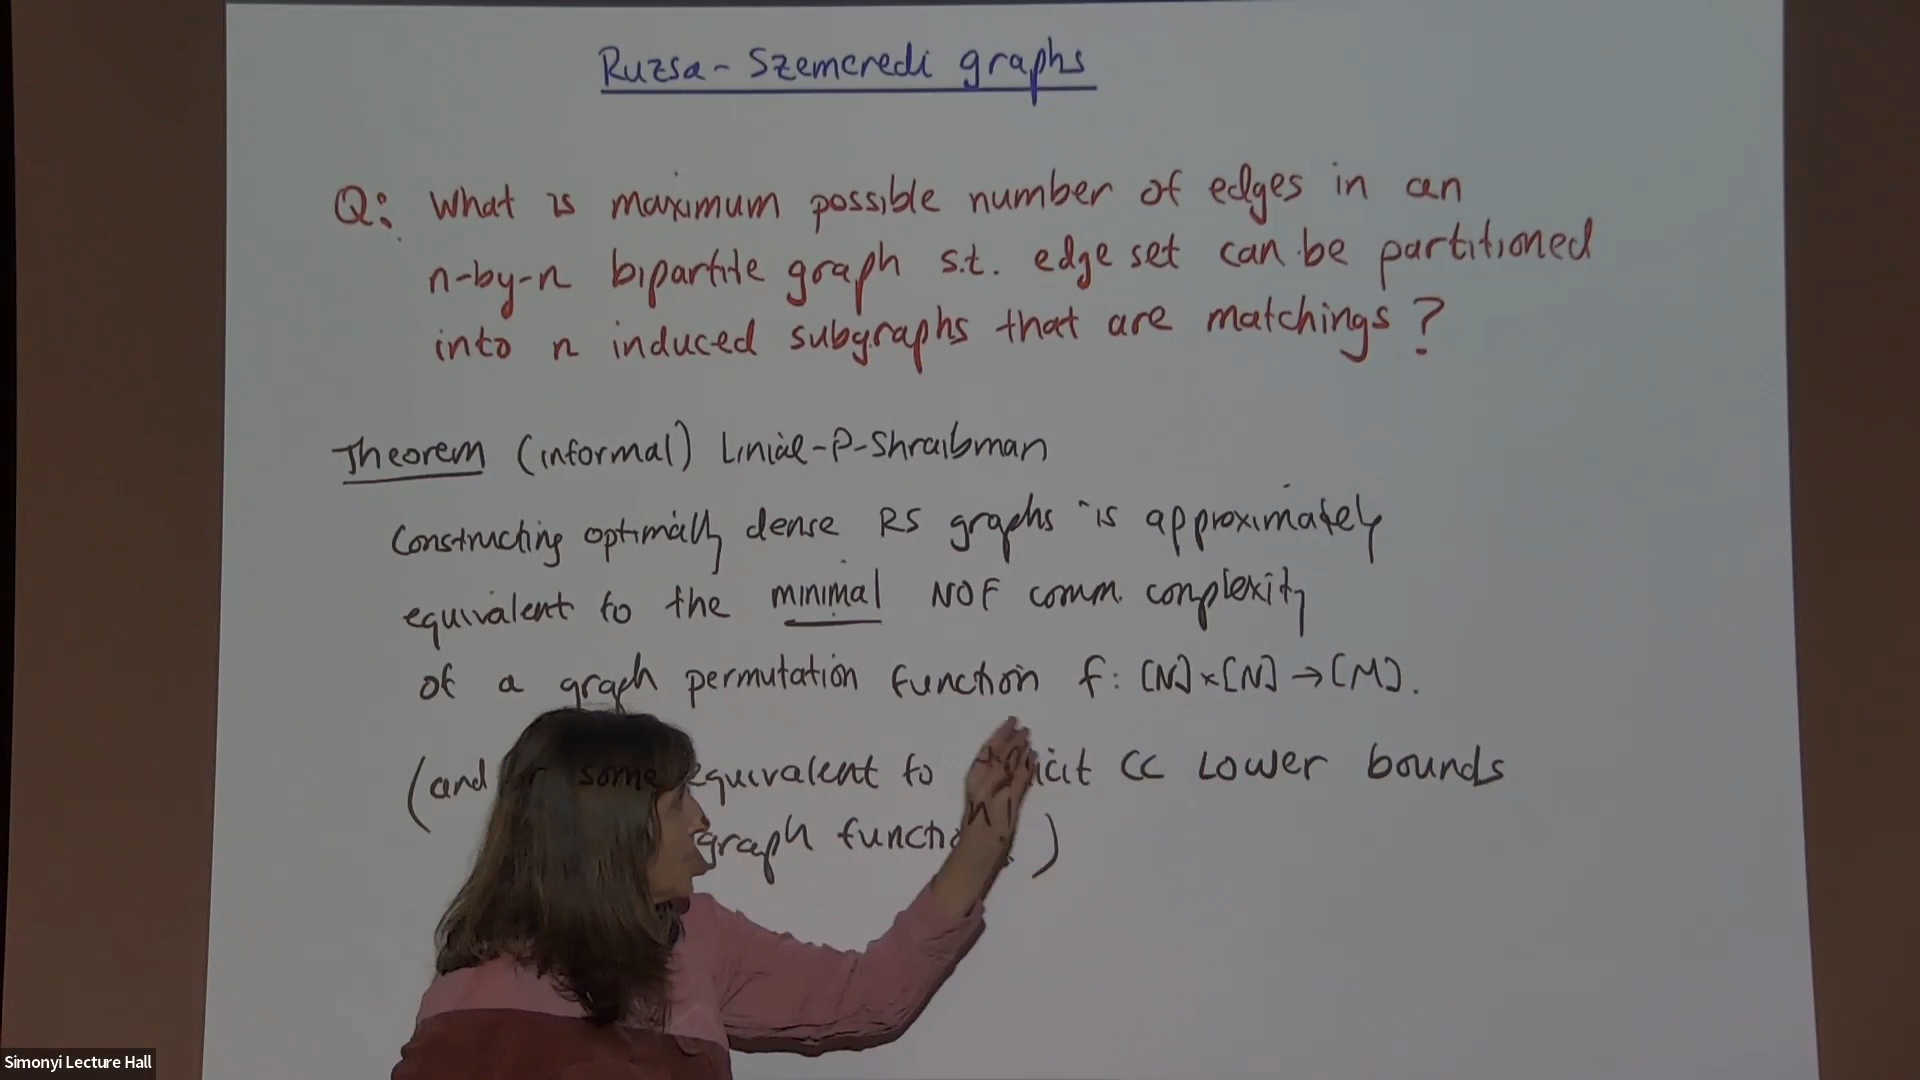 Ruzsa-Szemeredi graphs
Q: What is maximum possible number of edges in an
n-by-n bipartite graph s.t. edge set can be partitioned
into n induced subgraphs that are matchings?
Theorem (informal) Linial-P-Shraibman
Constructing optimally dense RS graphs is approximately
equivalent to the minimal NOF comm. complexity
of a graph permutation function f: [N]×[N]→[M].
(and some equivalent to CC Lower bounds
graph )
Simonyi Lecture Hall